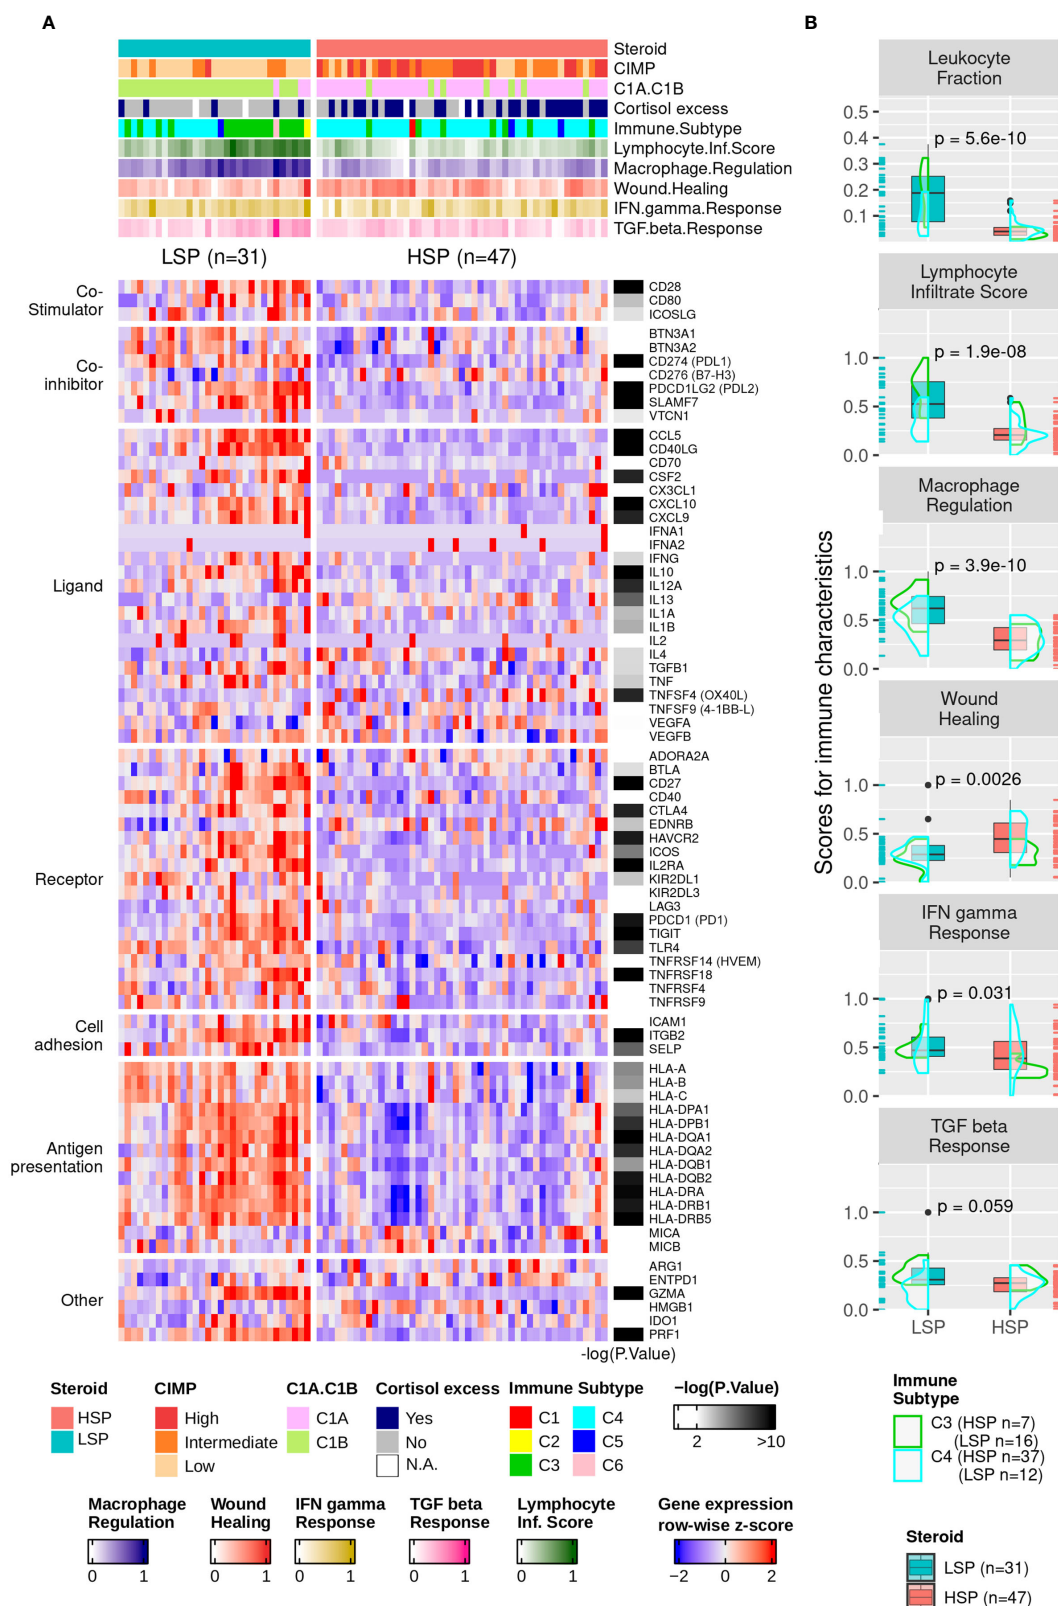 A
Steroid
CIMP
C1A.C1B
Cortisol excess
Immune.Subtype
Lymphocyte.Inf.Score
Macrophage.Regulation
Wound.Healing
IFN.gamma.Response
TGF.beta.Response
LSP (n=31)
HSP (n=47)
Co-
Stimulator
CD28
CD80
ICOSLG
Co-
inhibitor
BTN3A1
BTN3A2
CD274 (PDL1)
CD276 (B7-H3)
PDCD1LG2 (PDL2)
SLAMF7
VTCN1
Ligand
CCL5
CD40LG
CD70
CSF2
CX3CL1
CXCL10
CXCL9
IFNA1
IFNA2
IFNG
IL10
IL12A
IL13
IL1A
IL1B
IL2
IL4
TGFB1
TNF
TNFSF4 (OX40L)
TNFSF9 (4-1BB-L)
VEGFA
VEGFB
Receptor
ADORA2A
BTLA
CD27
CD40
CTLA4
EDNRB
HAVCR2
ICOS
IL2RA
KIR2DL1
KIR2DL3
LAG3
PDCD1 (PD1)
TIGIT
TLR4
TNFRSF14 (HVEM)
TNFRSF18
TNFRSF4
TNFRSF9
Cell
adhesion
ICAM1
ITGB2
SELP
Antigen
presentation
HLA-A
HLA-B
HLA-C
HLA-DPA1
HLA-DPB1
HLA-DQA1
HLA-DQA2
HLA-DQB1
HLA-DQB2
HLA-DRA
HLA-DRB1
HLA-DRB5
MICA
MICB
Other
ARG1
ENTPD1
GZMA
HMGB1
IDO1
PRF1
-log(P.Value)
Steroid
HSP
LSP
CIMP
High
Intermediate
Low
C1A.C1B
C1A
C1B
Cortisol excess
Yes
No
N.A.
Immune Subtype
C1
C2
C3
C4
C5
C6
−log(P.Value)
2 >10
Macrophage
Regulation
0 1
Wound
Healing
0 1
IFN gamma
Response
0 1
TGF beta
Response
0 1
Lymphocyte
Inf. Score
0 1
Gene expression
row-wise z-score
−2 0 2
B
Scores for immune characteristics
Leukocyte
Fraction
p = 5.6e-10
0.5
0.4
0.3
0.2
0.1
Lymphocyte
Infiltrate Score
p = 1.9e-08
1.0
0.5
0.0
Macrophage
Regulation
p = 3.9e-10
1.0
0.5
0.0
Wound
Healing
p = 0.0026
1.0
0.5
0.0
IFN gamma
Response
p = 0.031
1.0
0.5
0.0
TGF beta
Response
p = 0.059
1.0
0.5
0.0
LSP HSP
Immune
Subtype
C3 (HSP n=7)
(LSP n=16)
C4 (HSP n=37)
(LSP n=12)
Steroid
LSP (n=31)
HSP (n=47)